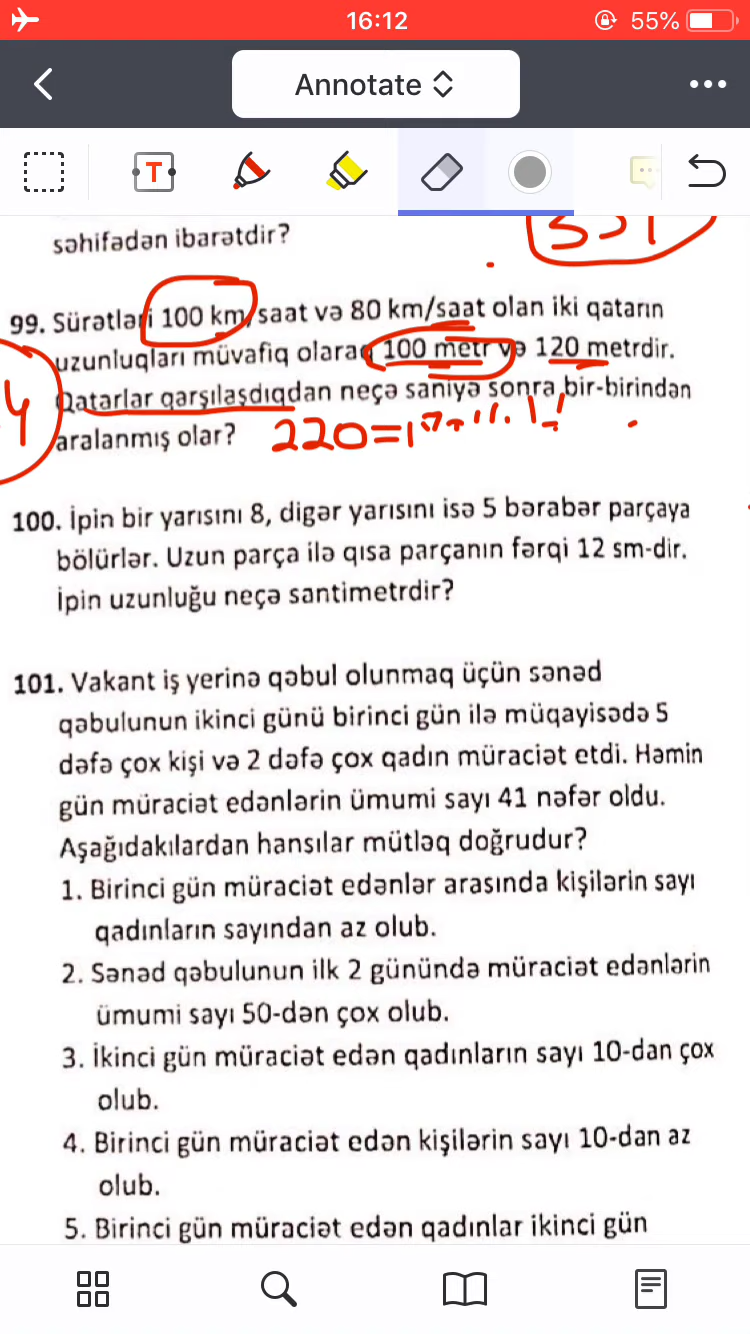 16:12
55%
Annotate
T
səhifədən ibarətdir?
99. Sürətləri 100 km/saat və 80 km/saat olan iki qatarın
uzunluqları müvafiq olaraq 100 metr və 120 metrdir.
Qatarlar qarşılaşdıqdan neçə saniyə sonra bir-birindən
aralanmış olar? 220=
100. İpin bir yarısını 8, digər yarısını isə 5 bərabər parçaya
bölürlər. Uzun parça ilə qısa parçanın fərqi 12 sm-dir.
İpin uzunluğu neçə santimetrdir?
101. Vakant iş yerinə qəbul olunmaq üçün sənəd
qəbulunun ikinci günü birinci gün ilə müqayisədə 5
dəfə çox kişi və 2 dəfə çox qadın müraciət etdi. Həmin
gün müraciət edənlərin ümumi sayı 41 nəfər oldu.
Aşağıdakılardan hansılar mütləq doğrudur?
1. Birinci gün müraciət edənlər arasında kişilərin sayı
qadınların sayından az olub.
2. Sənəd qəbulunun ilk 2 günündə müraciət edənlərin
ümumi sayı 50-dən çox olub.
3. İkinci gün müraciət edən qadınların sayı 10-dan çox
olub.
4. Birinci gün müraciət edən kişilərin sayı 10-dan az
olub.
5. Birinci gün müraciət edən qadınlar ikinci gün